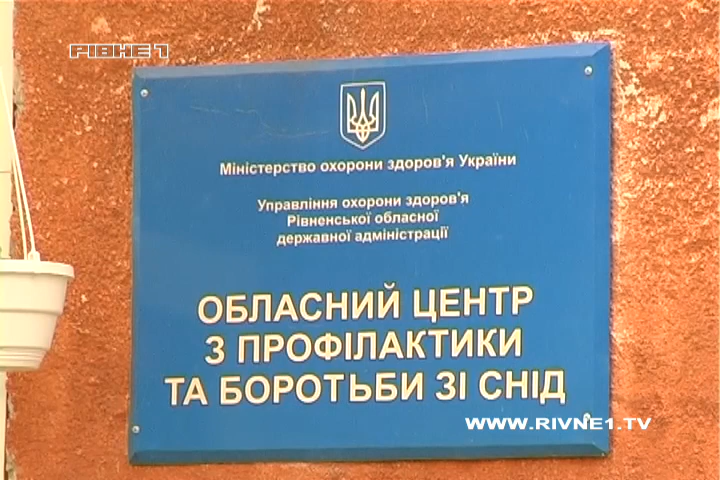 РІВНЕ 1
Міністерство охорони здоров'я України
Управління охорони здоров'я
Рівненської обласної
державної адміністрації
ОБЛАСНИЙ ЦЕНТР
З ПРОФІЛАКТИКИ
ТА БОРОТЬБИ ЗІ СНІД
WWW.RIVNE1.TV